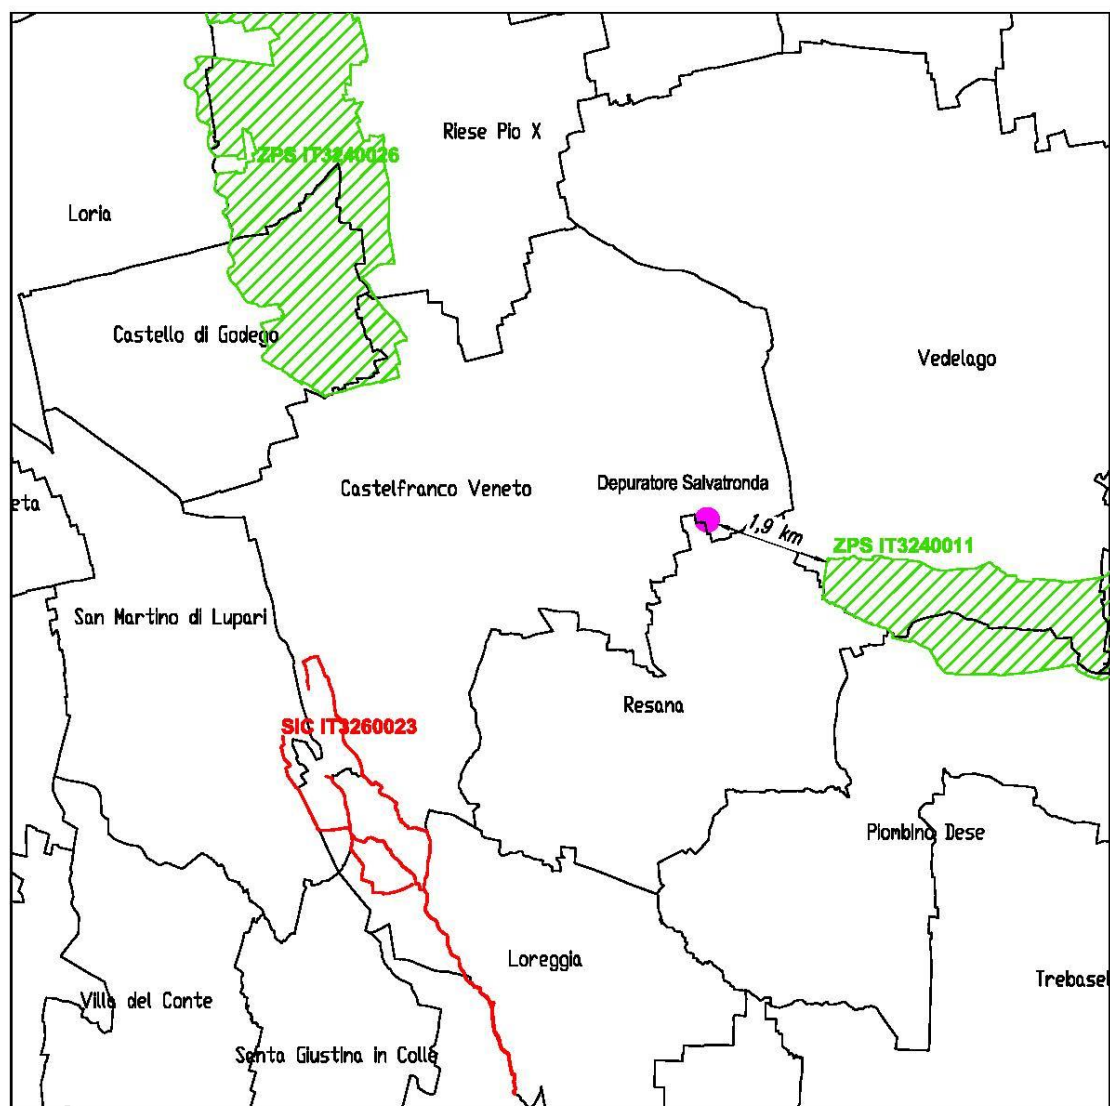 Riese Pio X
ZPS IT3240026
Loria
Castello di Godego
Vedelago
Castelfranco Veneto
Depuratore Salvatronda
eta
1,9 km
ZPS IT3240011
San Martino di Lupari
Resana
SIC IT3260023
Piombino Dese
Loreggia
Trebasel
Villa del Conte
Santa Giustina in Colle